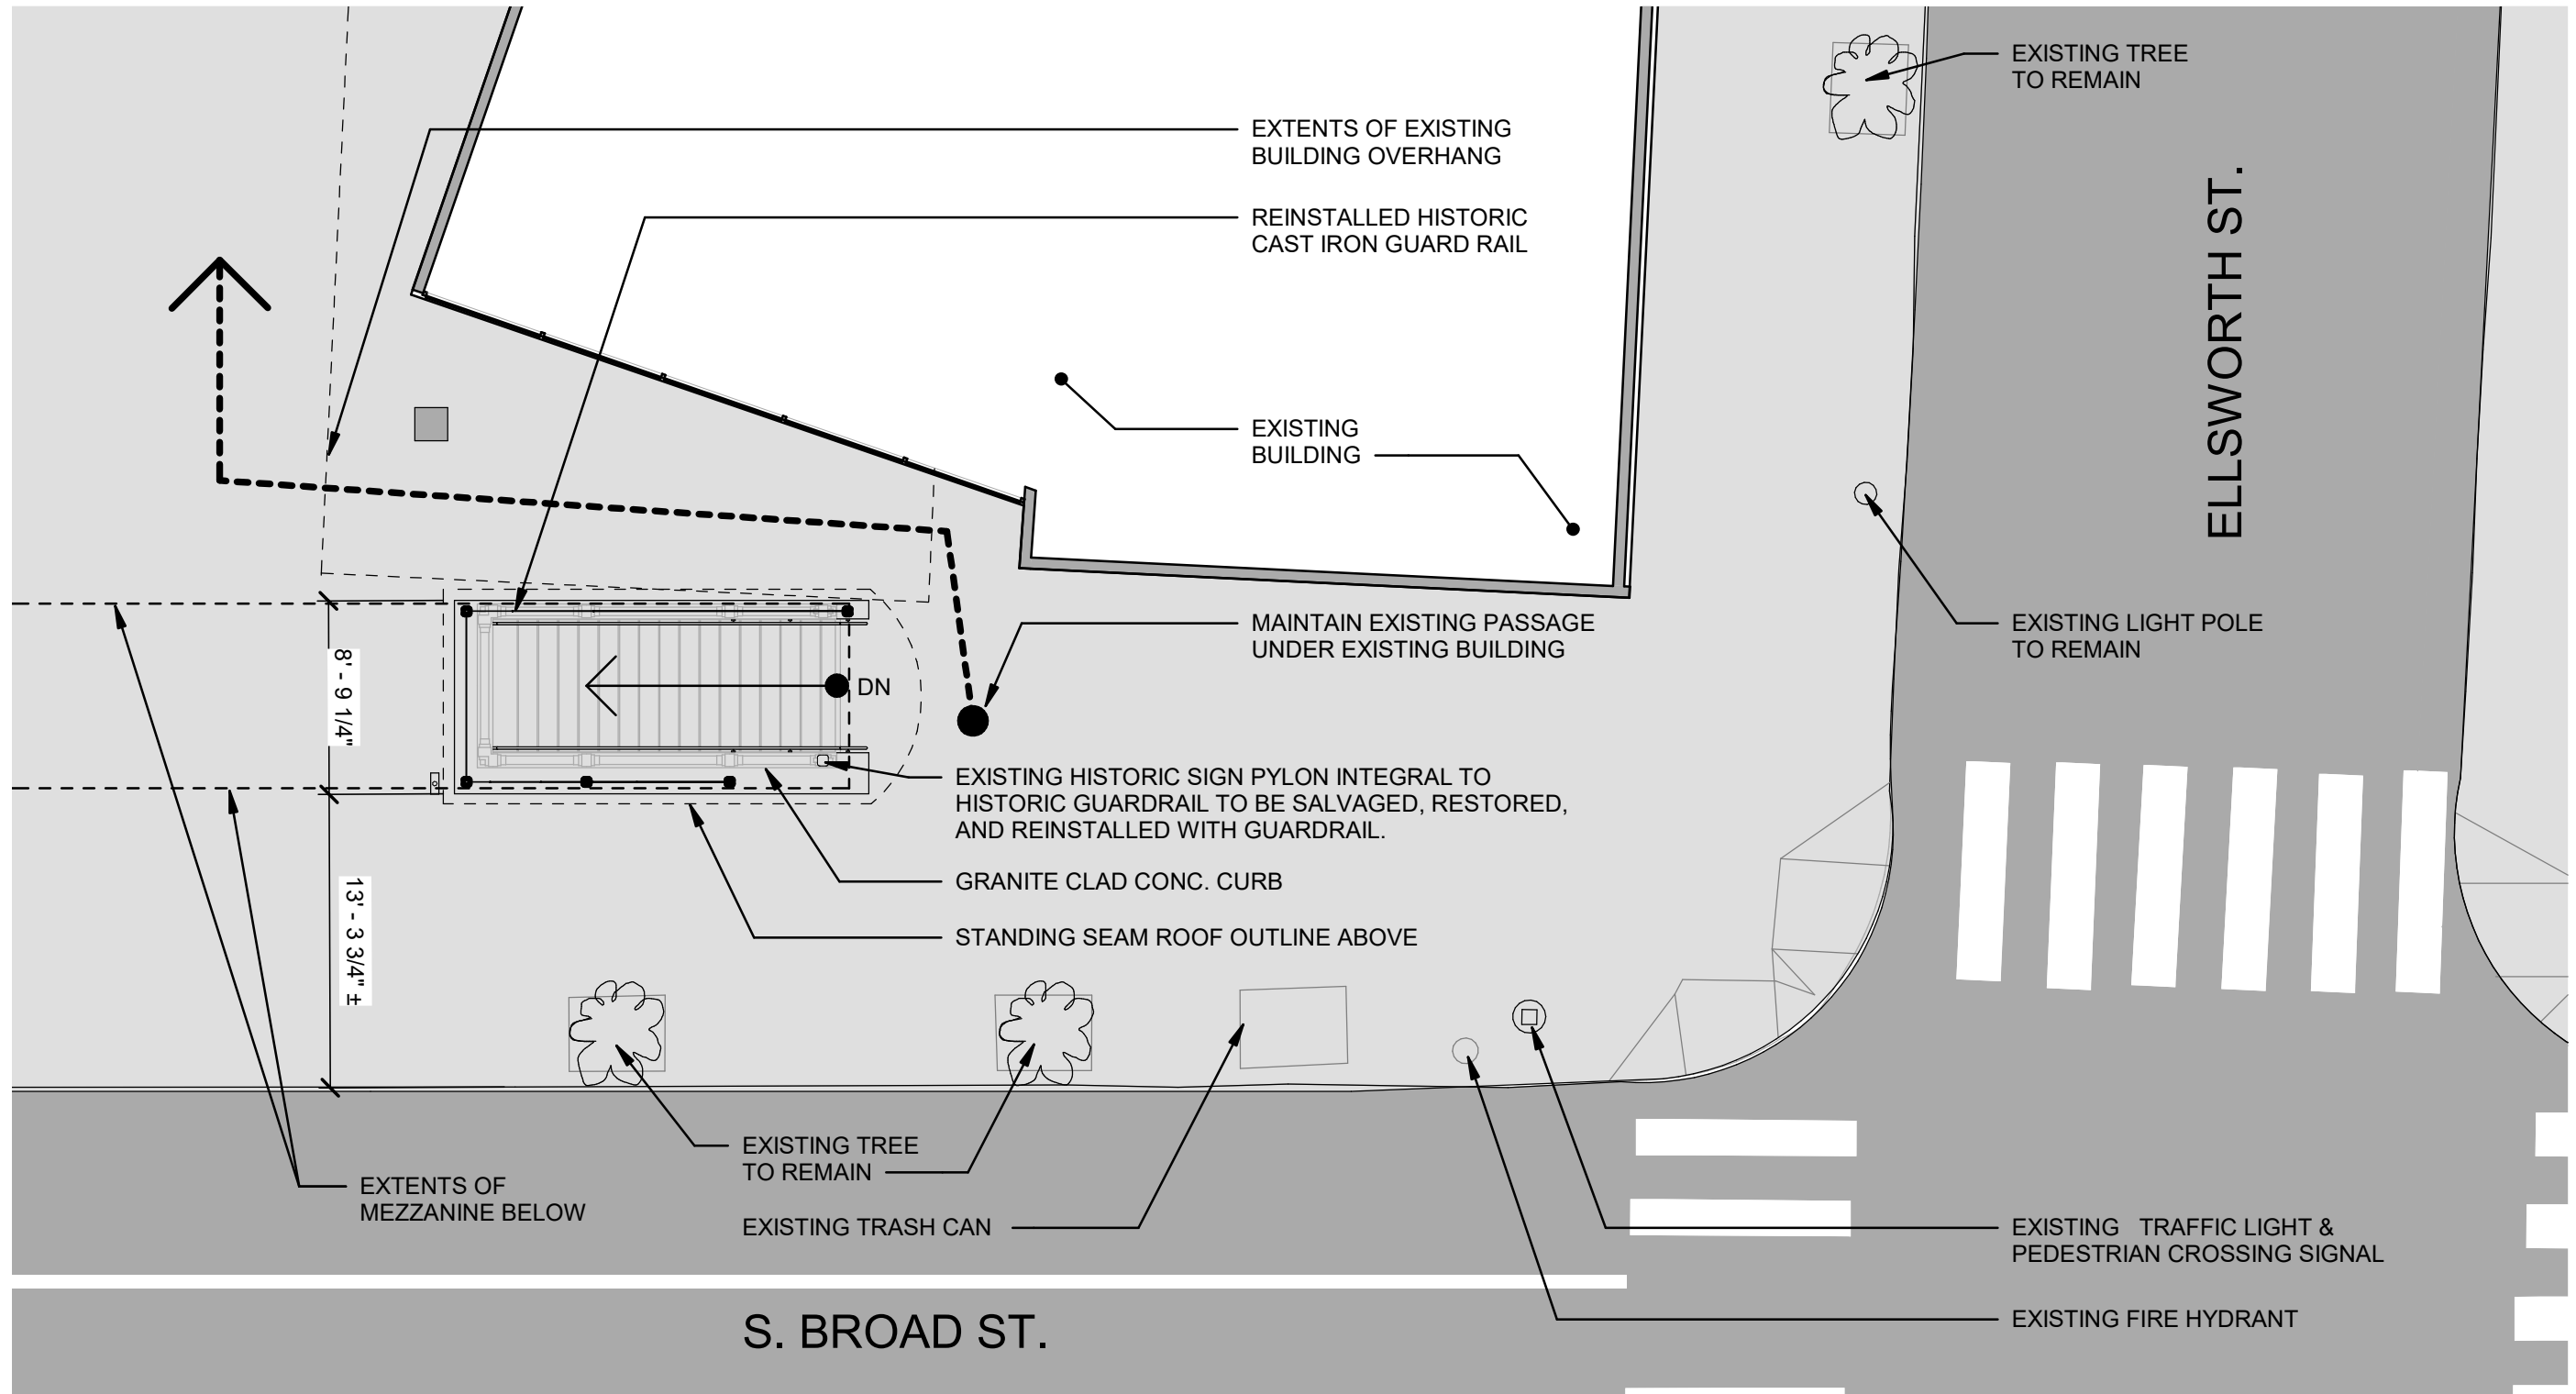 EXISTING TREE
TO REMAIN
EXTENTS OF EXISTING
BUILDING OVERHANG
REINSTALLED HISTORIC
CAST IRON GUARD RAIL
ELLSWORTH ST.
EXISTING
BUILDING
MAINTAIN EXISTING PASSAGE
UNDER EXISTING BUILDING
EXISTING LIGHT POLE
TO REMAIN
8' - 9 1/4"
DN
EXISTING HISTORIC SIGN PYLON INTEGRAL TO
HISTORIC GUARDRAIL TO BE SALVAGED, RESTORED,
AND REINSTALLED WITH GUARDRAIL.
GRANITE CLAD CONC. CURB
13' - 3 3/4" ±
STANDING SEAM ROOF OUTLINE ABOVE
EXISTING TREE
TO REMAIN
EXTENTS OF
MEZZANINE BELOW
EXISTING TRASH CAN
EXISTING TRAFFIC LIGHT &
PEDESTRIAN CROSSING SIGNAL
EXISTING FIRE HYDRANT
S. BROAD ST.